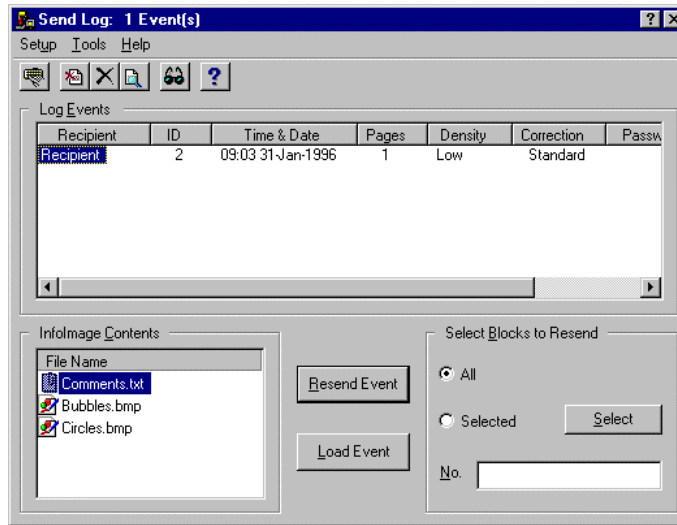 Send Log: 1 Event(s)
Setup Tools Help
Log Events
Recipient ID Time & Date Pages Density Correction Passw
Recipient 2 09:03 31-Jan-1996 1 Low Standard
InfoImage Contents
File Name
Comments.txt
Bubbles.bmp
Circles.bmp
Resend Event
Load Event
Select Blocks to Resend
All
Selected
Select
No.